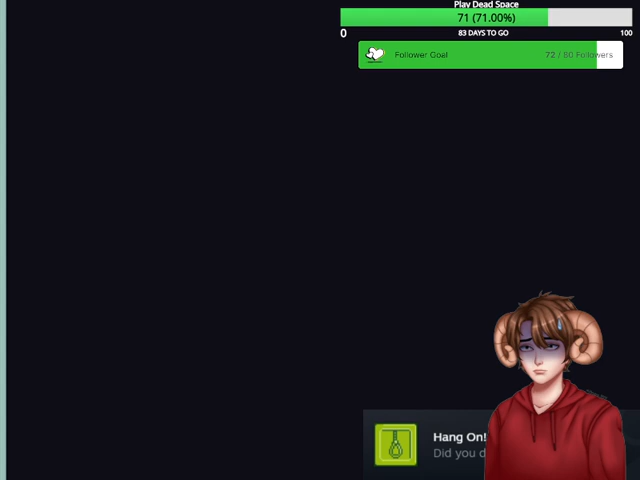 Play Dead Space
71 (71.00%)
0 83 DAYS TO GO 100
Follower Goal 72 / 80 Followers
Hang On!
Did you d